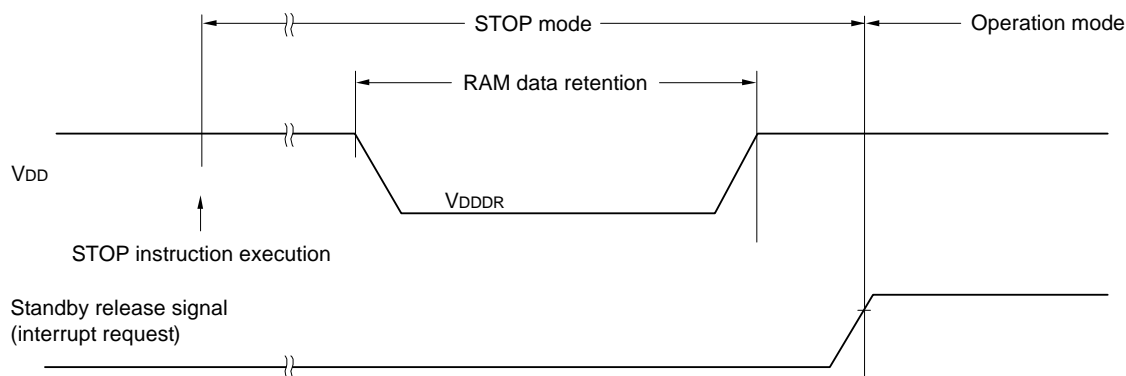 STOP mode
Operation mode
RAM data retention
VDD
VDDDR
STOP instruction execution
Standby release signal
(interrupt request)